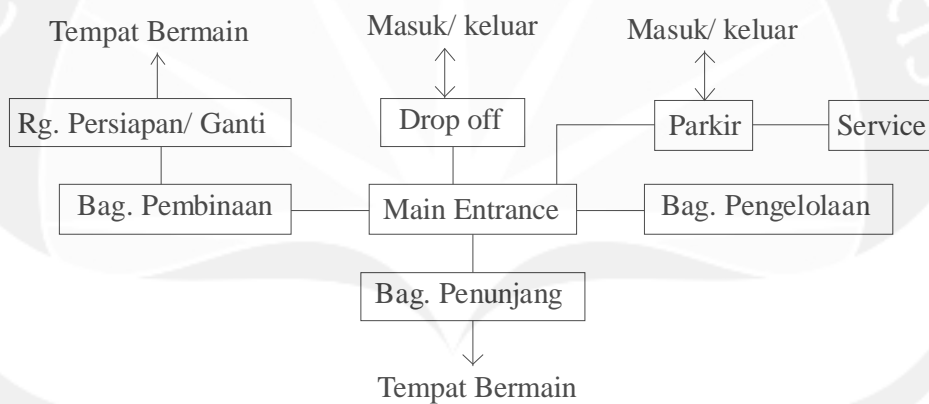 Tempat Bermain
Masuk/ keluar
Masuk/ keluar
Rg. Persiapan/ Ganti
Drop off
Parkir
Service
Bag. Pembinaan
Main Entrance
Bag. Pengelolaan
Bag. Penunjang
Tempat Bermain